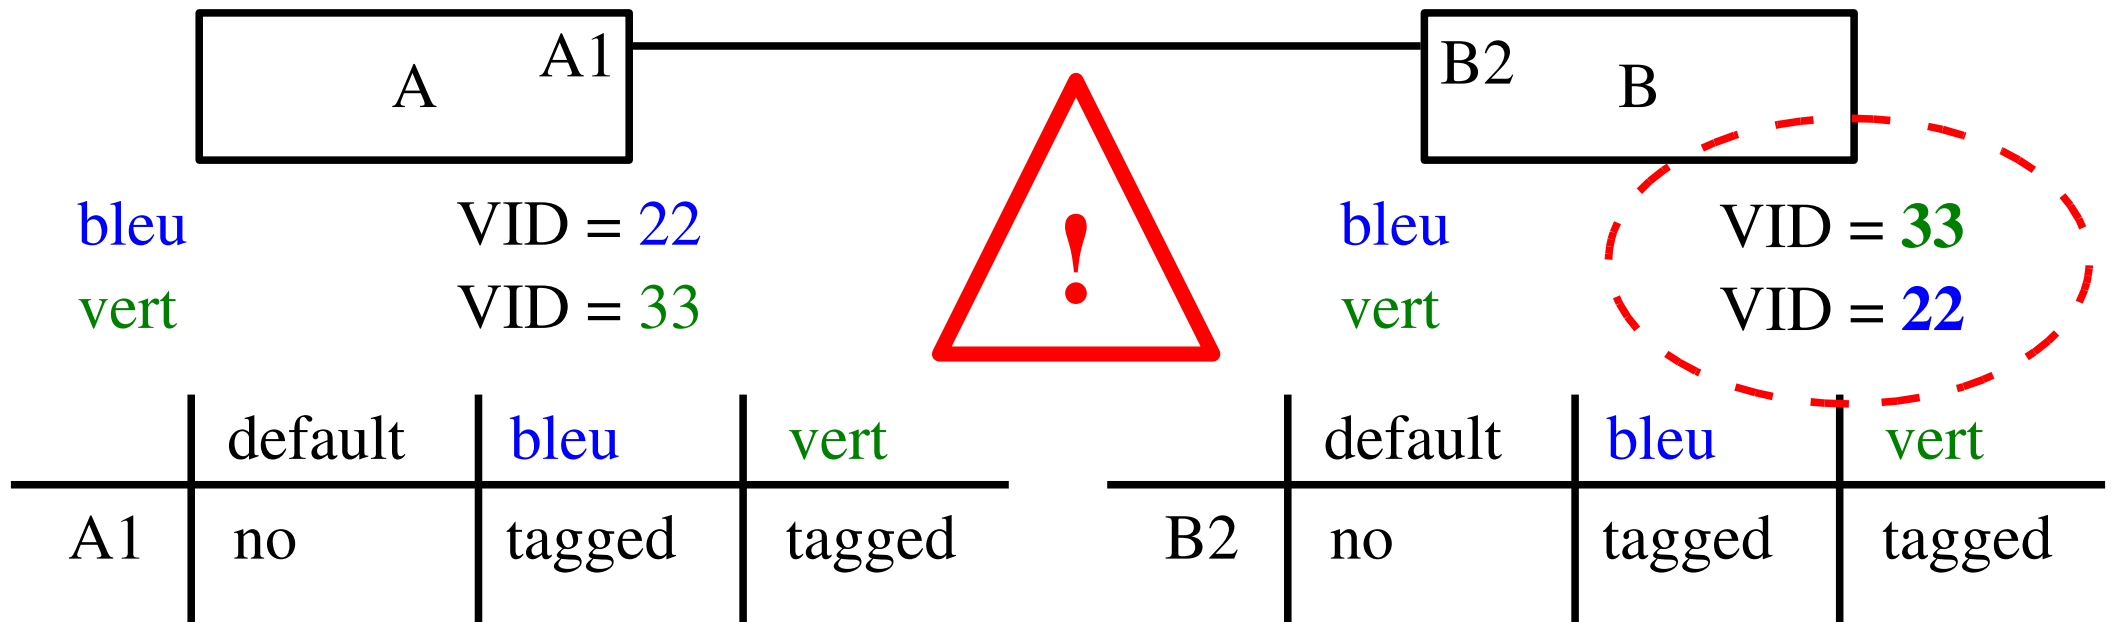 A A1 B2 B
bleu VID = 22 bleu VID = 33
vert VID = 33 ! vert VID = 22
default bleu vert default bleu vert
A1 no tagged tagged B2 no tagged tagged